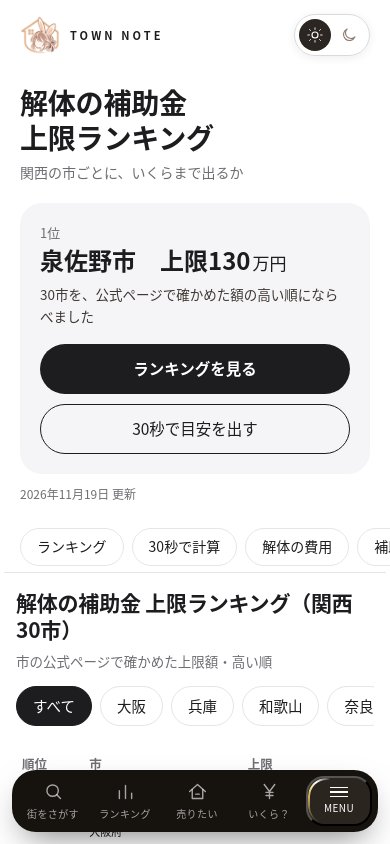 TOWN NOTE
解体の補助金
上限ランキング
関西の市ごとに、いくらまで出るか
1位
泉佐野市　上限130万円
30市を、公式ページで確かめた額の高い順になら
べました
ランキングを見る
30秒で目安を出す
2026年11月19日 更新
ランキング 30秒で計算 解体の費用 補
解体の補助金 上限ランキング（関西
30市）
市の公式ページで確かめた上限額・高い順
すべて 大阪 兵庫 和歌山 奈良
順位 市 上限
街をさがす ランキング 売りたい いくら？ MENU
大阪府